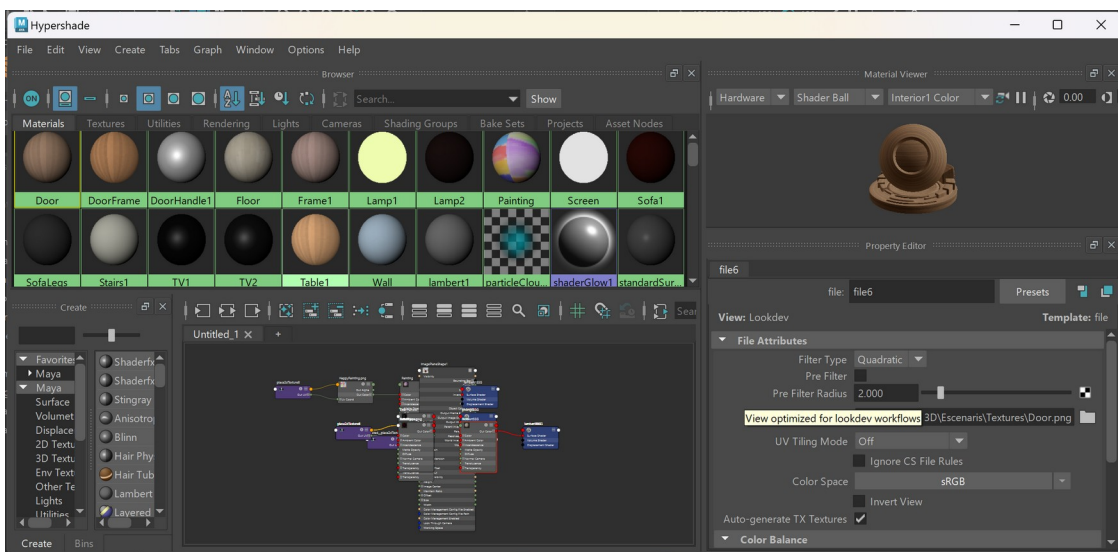 Hypershade
File Edit View Create Tabs Graph Window Options Help
Browser
ON Search... Show
Materials Textures Utilities Rendering Lights Cameras Shading Groups Bake Sets Projects Asset Nodes
Door DoorFrame DoorHandle1 Floor Frame1 Lamp1 Lamp2 Painting Screen Sofa1
SofaLegs Stairs1 TV1 TV2 Table1 Wall lambert1 particleClou... shaderGlow1 standardSur...
Create
Favorites
Maya
Maya
Surface
Volumet
Displace
2D Textu
3D Textu
Env Text
Other Te
Lights
Utilities
Shaderfx
Shaderfx
Stingray
Anisotrop
Blinn
Hair Phy
Hair Tub
Lambert
Layered
Create Bins
Untitled_1 +
Material Viewer
Hardware Shader Ball Interior1 Color 0.00
Property Editor
file6
file: file6 Presets
View: Lookdev Template: file
File Attributes
Filter Type Quadratic
Pre Filter
Pre Filter Radius 2.000
View optimized for lookdev workflows 3D\Escenaris\Textures\Door.png
UV Tiling Mode Off
Ignore CS File Rules
Color Space sRGB
Invert View
Auto-generate TX Textures
Color Balance